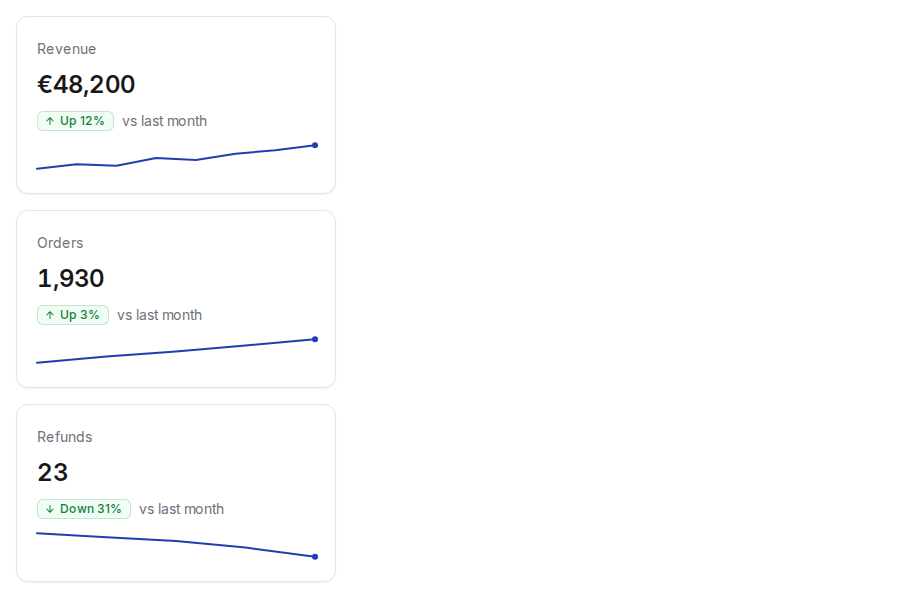 Revenue
€48,200
↑ Up 12% vs last month
Orders
1,930
↑ Up 3% vs last month
Refunds
23
↓ Down 31% vs last month